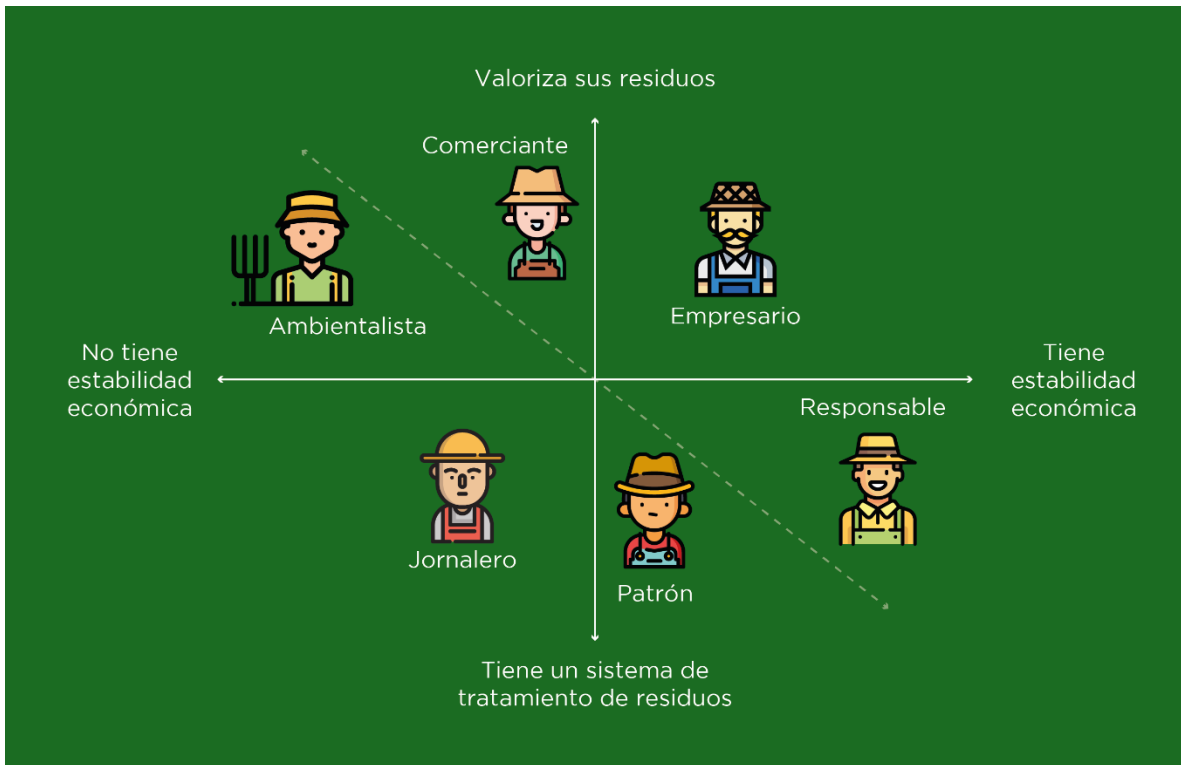 Valoriza sus residuos
Comerciante
Empresario
Ambientalista
No tiene
estabilidad
económica
Tiene
estabilidad
económica
Responsable
Jornalero
Patrón
Tiene un sistema de
tratamiento de residuos